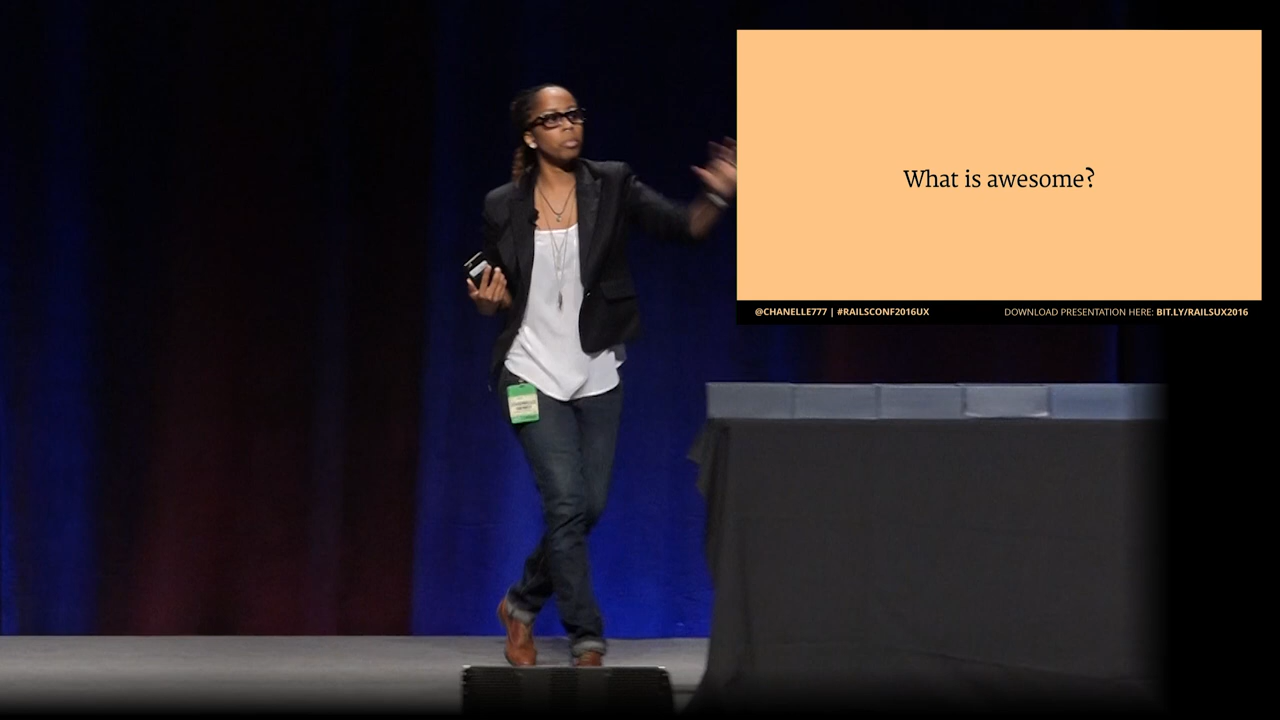 What is awesome?
@CHANELLE777 | #RAILSCONF2016UX
DOWNLOAD PRESENTATION HERE: BIT.LY/RAILSUX2016